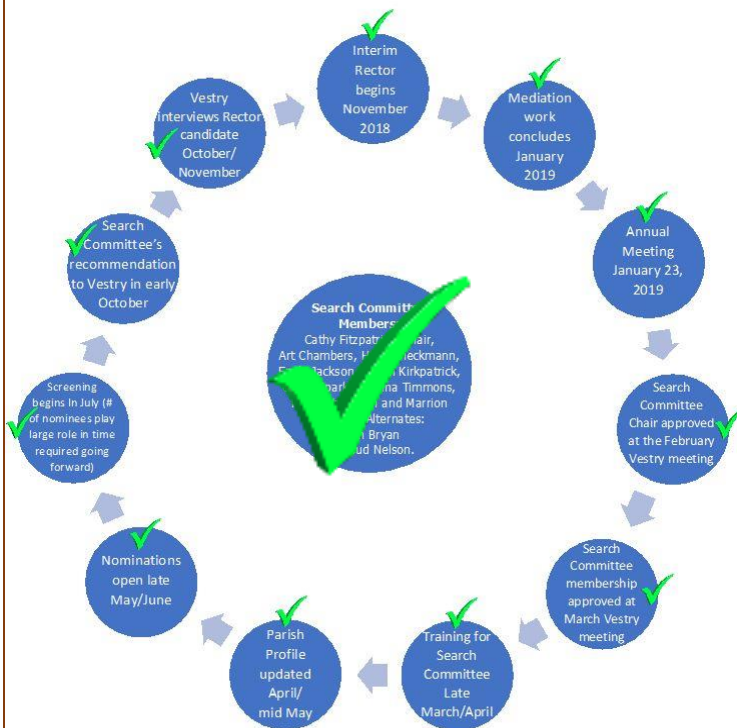 Interim
Rector
begins
November
2018
Mediation
work
concludes
January
2019
Annual
Meeting
January 23,
2019
Search
Committee
Chair approved
at the February
Vestry meeting
Search
Committee
membership
approved at
March Vestry
meeting
Training for
Search
Committee
Late
March/April
Parish
Profile
updated
April/
mid May
Nominations
open late
May/June
Screening
begins In July (#
of nominees play
large role in time
required going
forward)
Search
Committee's
recommendation
to Vestry in early
October
Vestry
Interviews Rector
candidate
October/
November
Search
Members
Cathy
Art Chambers,
Jackson, Kirkpatrick,
Timmons,
and Marrion
Alternates:
Bryan
Nelson.